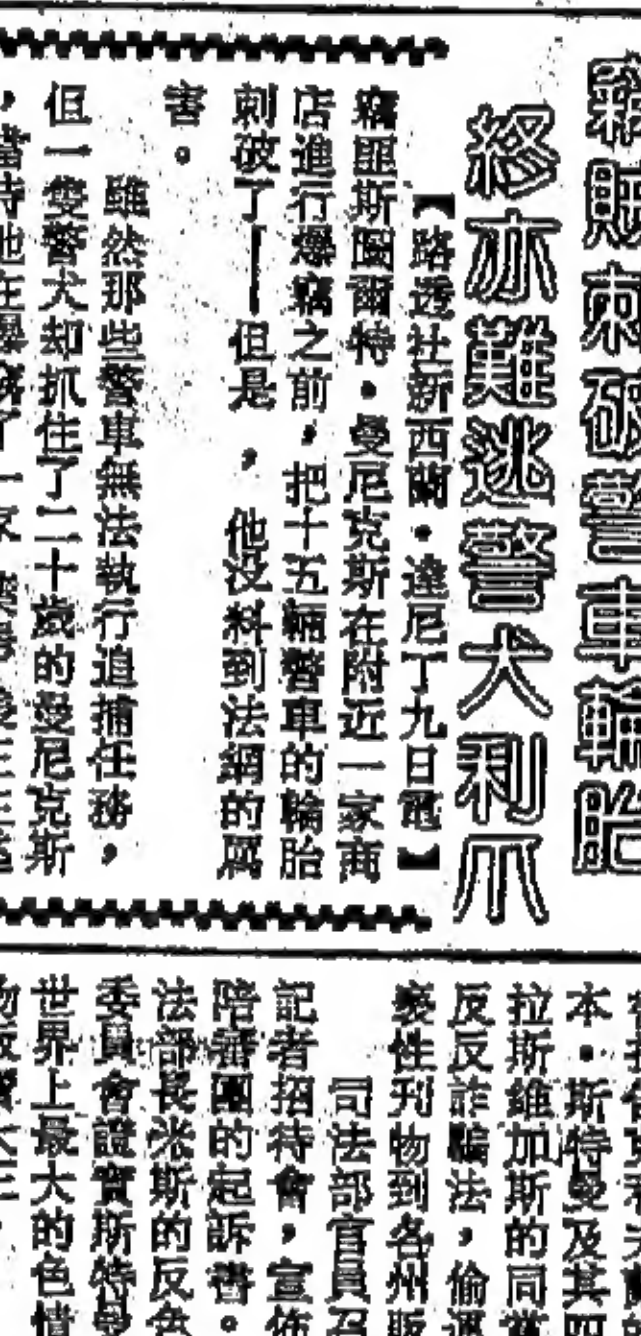 竊賊刺破警車輪胎
終亦難逃警犬利爪
【路透社新西蘭•達尼丁九日電】
竊匪斯圖爾特•曼尼克斯在附近一家商
店進行爆竊之前，把十五輛警車的輪胎
刺破了——但是，他没料到法網的厲
害。
雖然那些警車無法執行追捕任務，
但一雙警犬却抓住了二十歲的曼尼克斯
，當時他在爆竊了一家
本•斯特曼及其四
拉斯維加斯的同黨
反反詐騙法，偷運
褻性刊物到各州販
司法部官員召
記者招待會，宣佈
陪審團的起訴書。
法部長米斯的反色
委員會證實斯特曼
世界上最大的色情